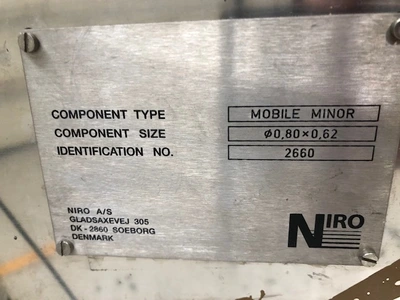 COMPONENT TYPE MOBILE MINOR
COMPONENT SIZE ø0,80×0,62
IDENTIFICATION NO. 2660
NIRO A/S
GLADSAXEVEJ 305
DK - 2860 SOEBORG
DENMARK
NIRO